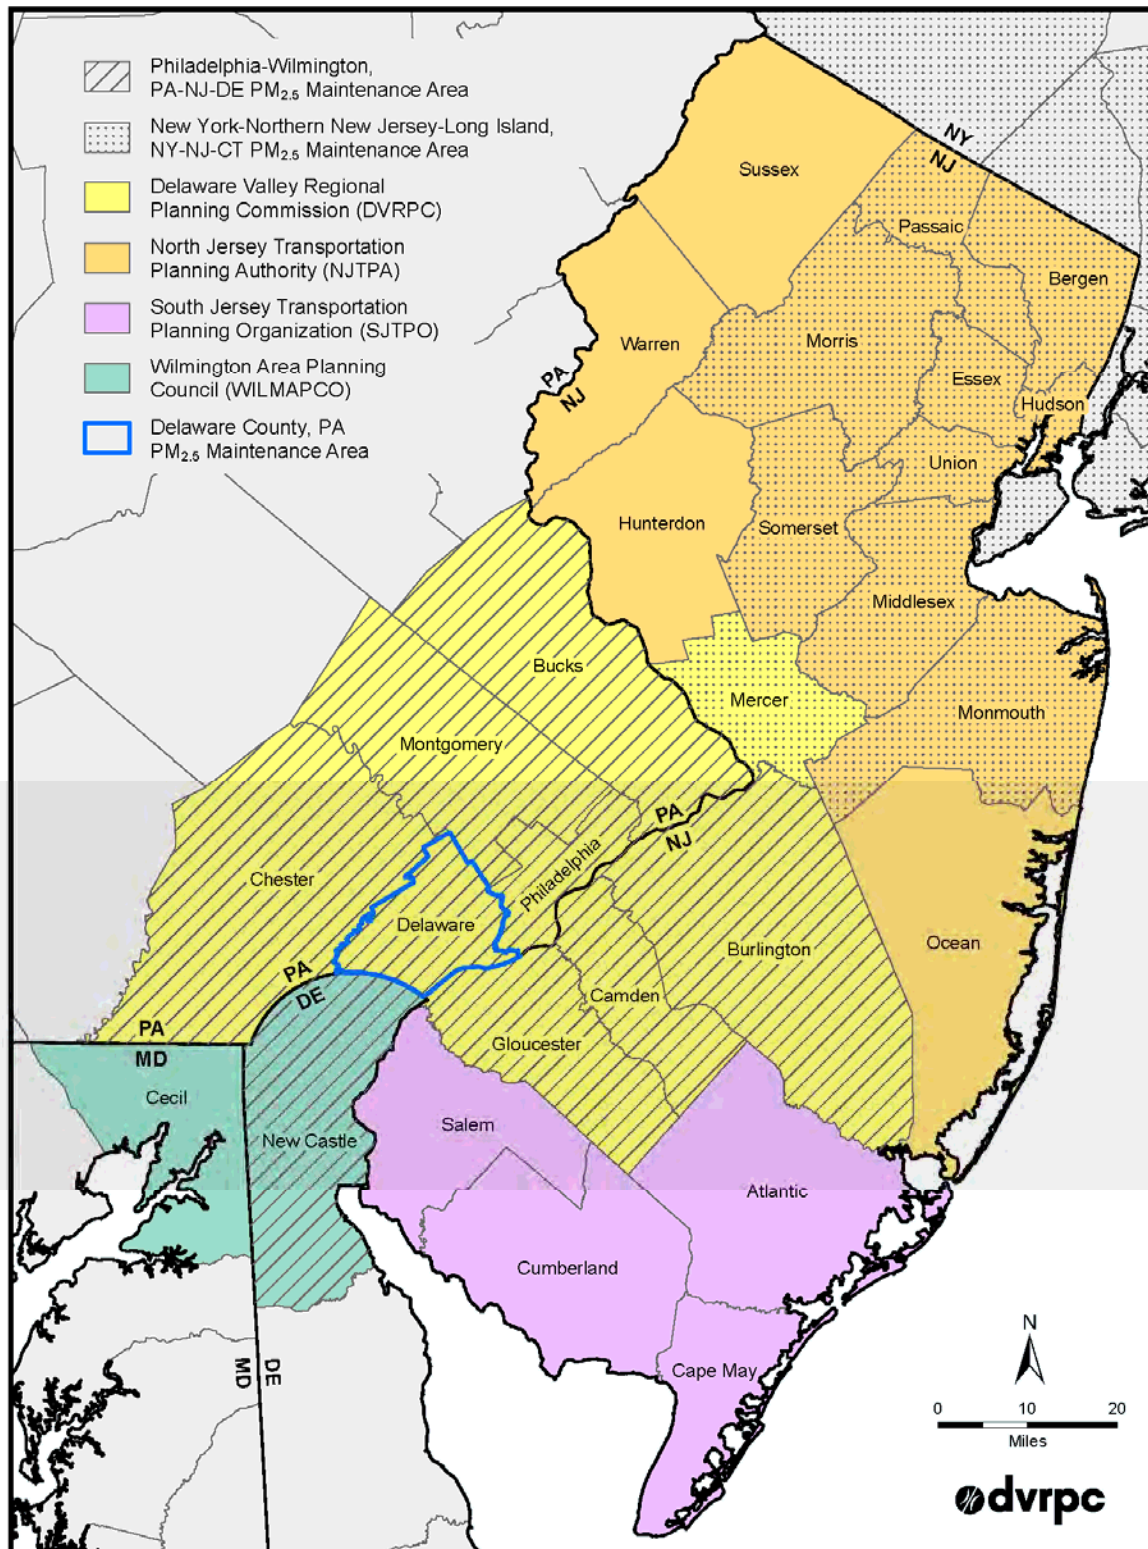 Philadelphia-Wilmington,
PA-NJ-DE PM2.5 Maintenance Area
New York-Northern New Jersey-Long Island,
NY-NJ-CT PM2.5 Maintenance Area
Delaware Valley Regional
Planning Commission (DVRPC)
North Jersey Transportation
Planning Authority (NJTPA)
South Jersey Transportation
Planning Organization (SJTPO)
Wilmington Area Planning
Council (WILMAPCO)
Delaware County, PA
PM2.5 Maintenance Area
NY
NJ
Sussex
Passaic
Bergen
Warren
Morris
PA
NJ
Essex
Hudson
Union
Hunterdon
Somerset
Middlesex
Bucks
Mercer
Monmouth
Montgomery
PA
NJ
Philadelphia
Chester
Delaware
Burlington
Ocean
PA
DE
Camden
Gloucester
PA
MD
Cecil
New Castle
Salem
Atlantic
Cumberland
Cape May
MD
DE
N
0 10 20
Miles
dvrpc